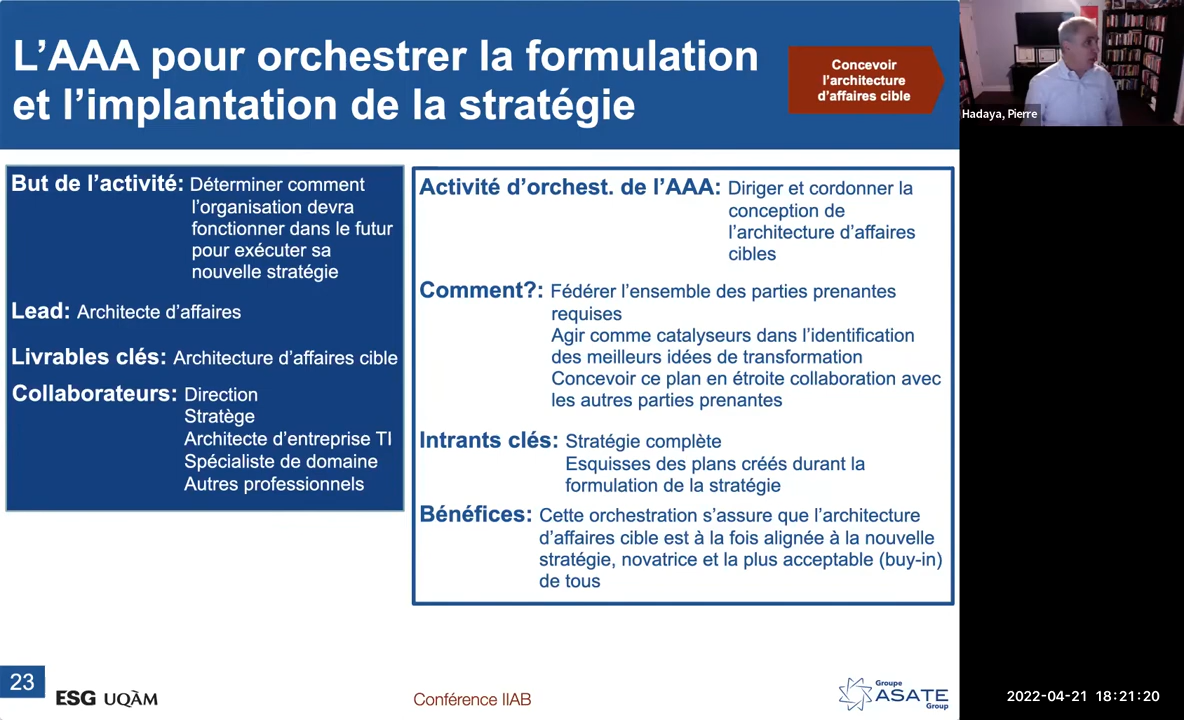 L’AAA pour orchestrer la formulation
et l’implantation de la stratégie
Concevoir
l’architecture
d’affaires cible
Hadaya, Pierre
But de l’activité: Déterminer comment
l’organisation devra
fonctionner dans le futur
pour exécuter sa
nouvelle stratégie
Lead: Architecte d’affaires
Livrables clés: Architecture d’affaires cible
Collaborateurs: Direction
Stratège
Architecte d’entreprise TI
Spécialiste de domaine
Autres professionnels
Activité d’orchest. de l’AAA: Diriger et cordonner la
conception de
l’architecture d’affaires
cibles
Comment?: Fédérer l’ensemble des parties prenantes
requises
Agir comme catalyseurs dans l’identification
des meilleurs idées de transformation
Concevoir ce plan en étroite collaboration avec
les autres parties prenantes
Intrants clés: Stratégie complète
Esquisses des plans créés durant la
formulation de la stratégie
Bénéfices: Cette orchestration s’assure que l’architecture
d’affaires cible est à la fois alignée à la nouvelle
stratégie, novatrice et la plus acceptable (buy-in)
de tous
23
ESG UQÀM
Conférence IIAB
Groupe
ASATE
Group
2022-04-21 18:21:20